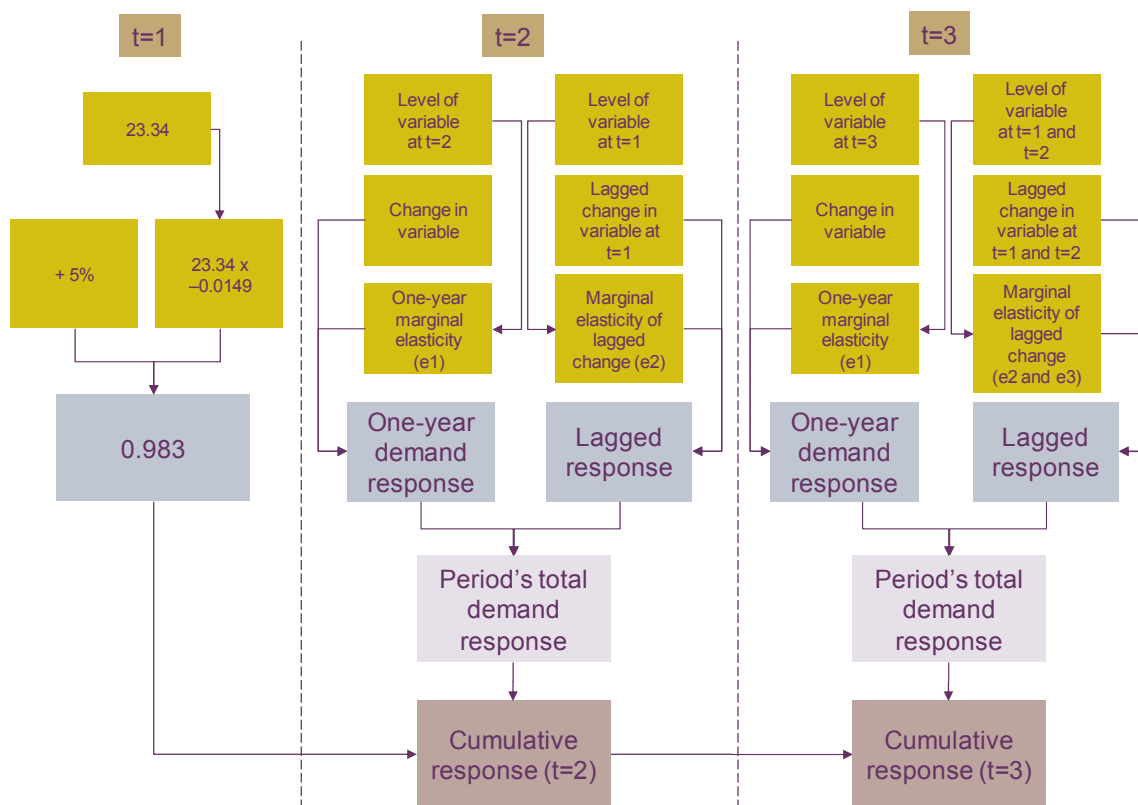 t=1
23.34
+ 5%
23.34 x
–0.0149
0.983
t=2
Level of
variable
at t=2
Level of
variable
at t=1
Change in
variable
Lagged
change in
variable at
t=1
One-year
marginal
elasticity
(e1)
Marginal
elasticity of
lagged
change (e2)
One-year
demand
response
Lagged
response
Period's total
demand
response
Cumulative
response (t=2)
t=3
Level of
variable
at t=3
Level of
variable
at t=1 and
t=2
Change in
variable
Lagged
change in
variable at
t=1 and t=2
One-year
marginal
elasticity
(e1)
Marginal
elasticity of
lagged
change
(e2 and e3)
One-year
demand
response
Lagged
response
Period's total
demand
response
Cumulative
response (t=3)